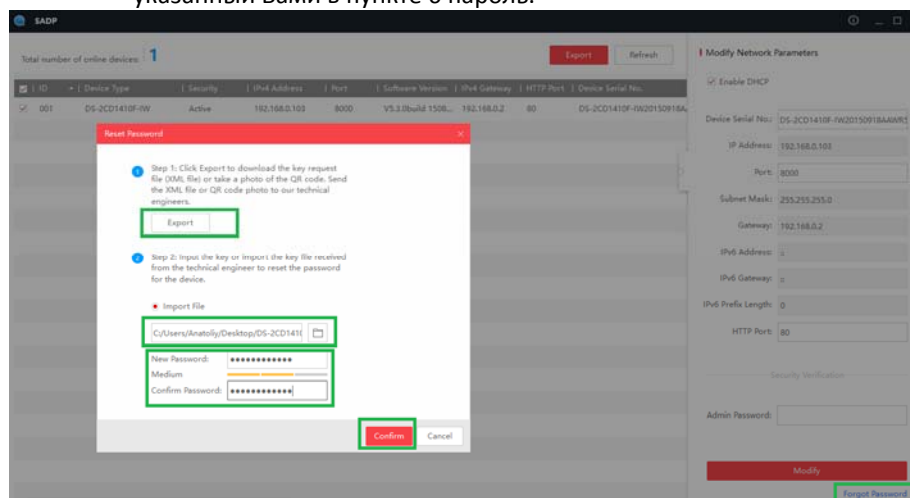 указанный Вами в пункте 6 пароль.
SADP
Total number of online devices: 1
Export Refresh
ID Device Type Security IPv4 Address Port Software Version IPv4 Gateway HTTP Port Device Serial No.
001 DS-2CD1410F-IW Active 192.168.0.103 8000 V5.3.0build 1508... 192.168.0.2 80 DS-2CD1410F-IW20150918A
Reset Password
Step 1: Click Export to download the key request
file (XML file) or take a photo of the QR code. Send
the XML file or QR code photo to our technical
engineers.
Export
Step 2: Input the key or import the key file received
from the technical engineer to reset the password
for the device.
Import File
C:/Users/Anatoliy/Desktop/DS-2CD141(
New Password:
Medium
Confirm Password:
Confirm Cancel
Modify Network Parameters
Enable DHCP
Device Serial No.: DS-2CD1410F-IW20150918AAWR5
IP Address: 192.168.0.103
Port: 8000
Subnet Mask: 255.255.255.0
Gateway: 192.168.0.2
IPv6 Address: ::
IPv6 Gateway: ::
IPv6 Prefix Length: 0
HTTP Port: 80
Security Verification
Admin Password:
Modify
Forgot Password